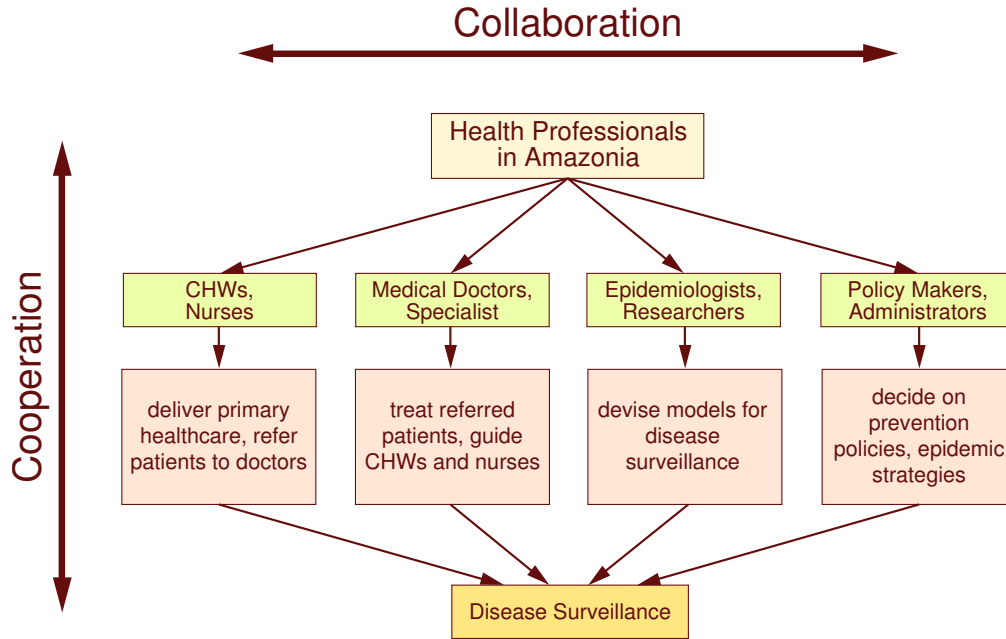 Collaboration
Cooperation
Health Professionals
in Amazonia
CHWs,
Nurses
Medical Doctors,
Specialist
Epidemiologists,
Researchers
Policy Makers,
Administrators
deliver primary
healthcare, refer
patients to doctors
treat referred
patients, guide
CHWs and nurses
devise models for
disease
surveillance
decide on
prevention
policies, epidemic
strategies
Disease Surveillance